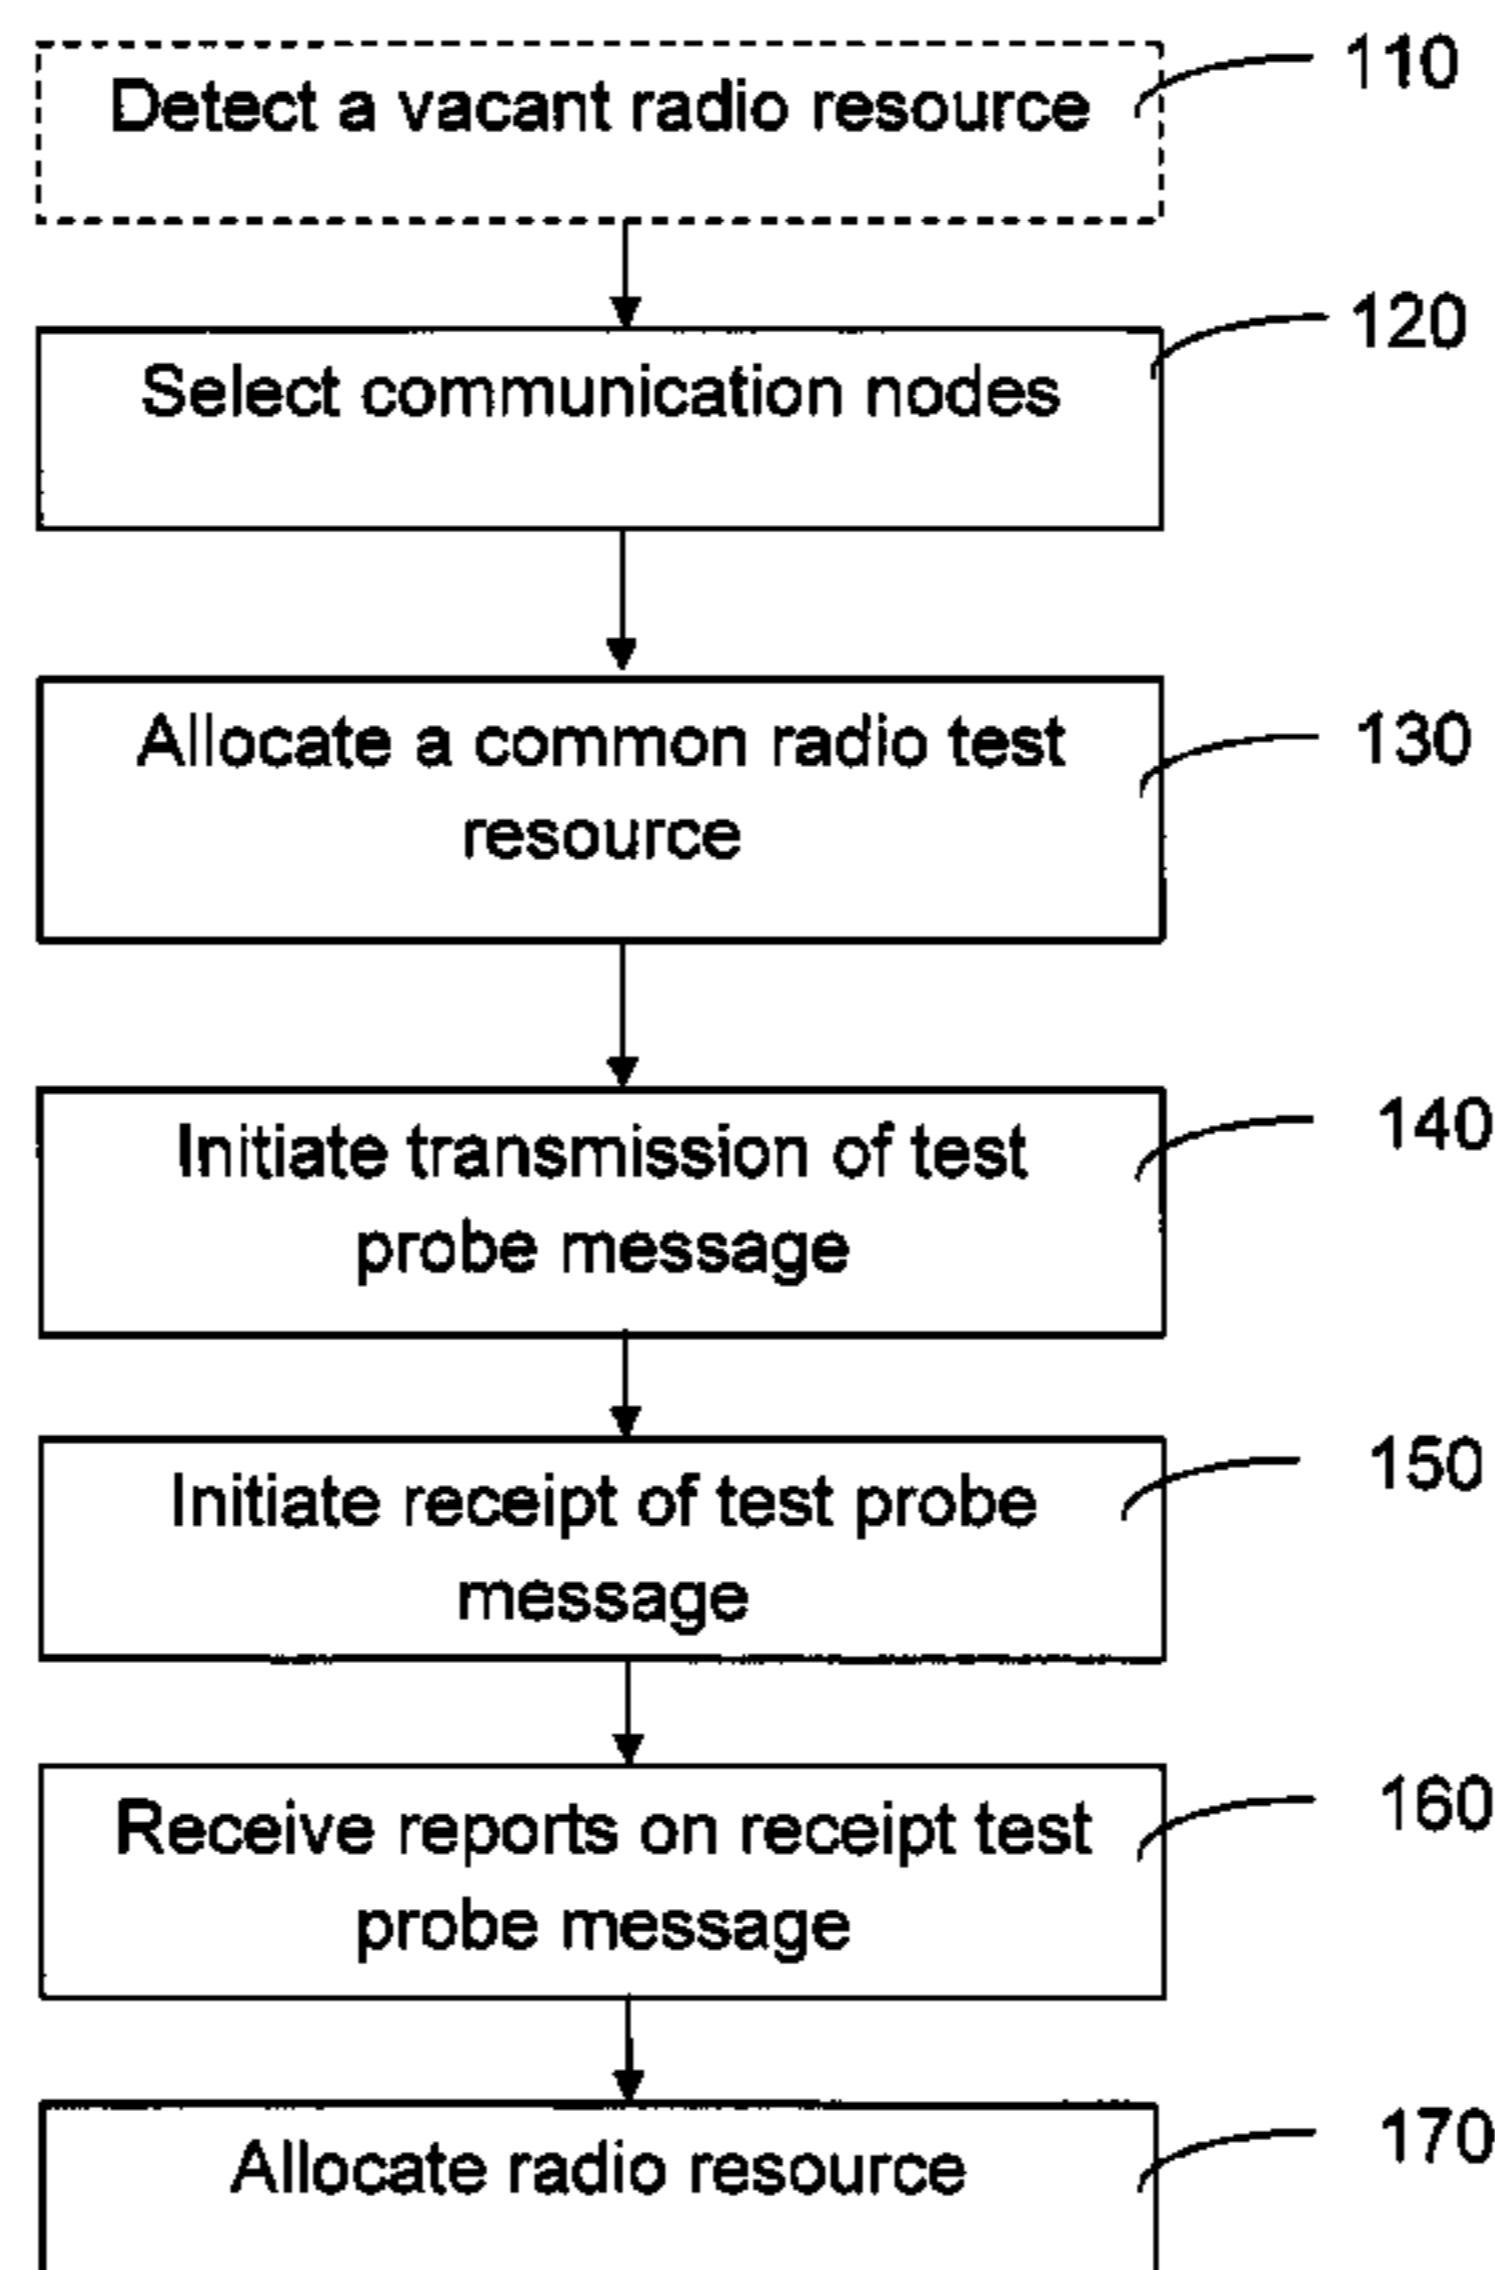 Detect a vacant radio resource
110
Select communication nodes
120
Allocate a common radio test
resource
130
Initiate transmission of test
probe message
140
Initiate receipt of test probe
message
150
Receive reports on receipt test
probe message
160
Allocate radio resource
170